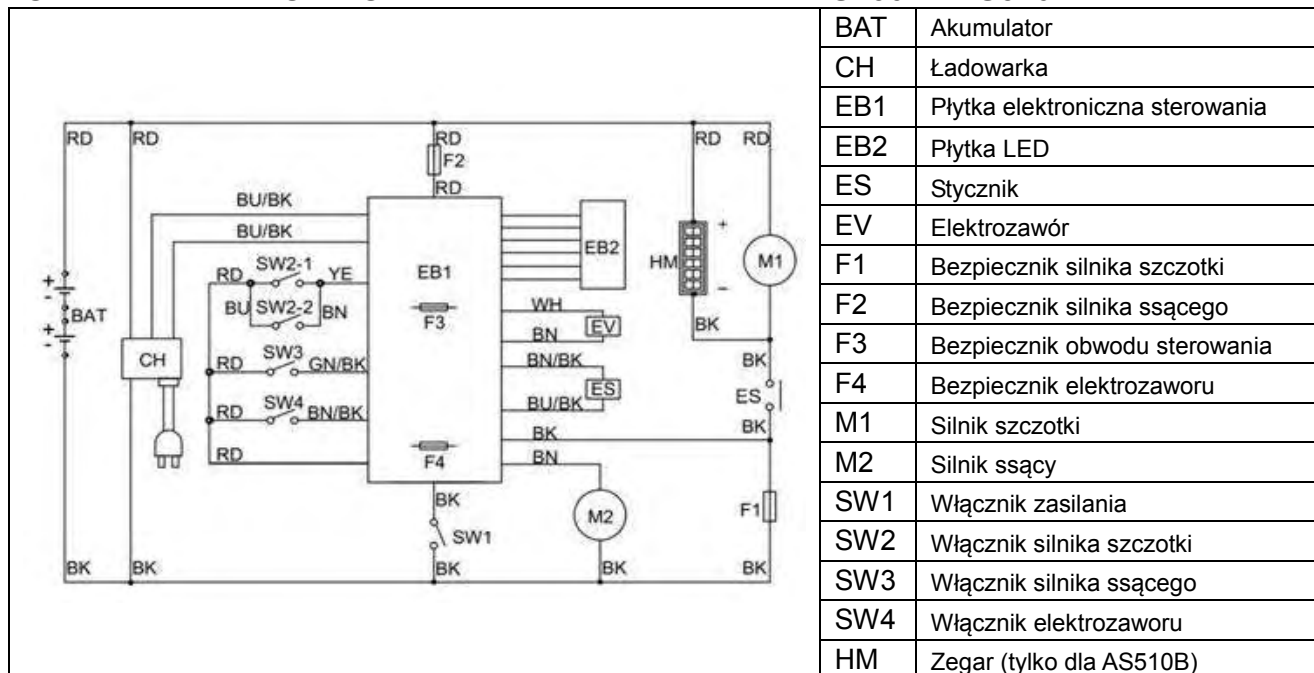 RD RD RD RD RD
F2
RD
BU/BK
BU/BK
SW2-1
RD YE
EB1
EB2
HM
+
M1
BU SW2-2 BN
+
-
BAT
+
-
F3
WH
EV
BN
-
BK
CH
SW3
RD GN/BK
BN/BK
ES
BK
ES
SW4
RD BN/BK
BU/BK
BK
BK
RD
F4
BN
BK
SW1
M2
F1
BK BK BK BK BK
BAT Akumulator
CH Ładowarka
EB1 Płytka elektroniczna sterowania
EB2 Płytka LED
ES Stycznik
EV Elektrozawór
F1 Bezpiecznik silnika szczotki
F2 Bezpiecznik silnika ssącego
F3 Bezpiecznik obwodu sterowania
F4 Bezpiecznik elektrozaworu
M1 Silnik szczotki
M2 Silnik ssący
SW1 Włącznik zasilania
SW2 Włącznik silnika szczotki
SW3 Włącznik silnika ssącego
SW4 Włącznik elektrozaworu
HM Zegar (tylko dla AS510B)